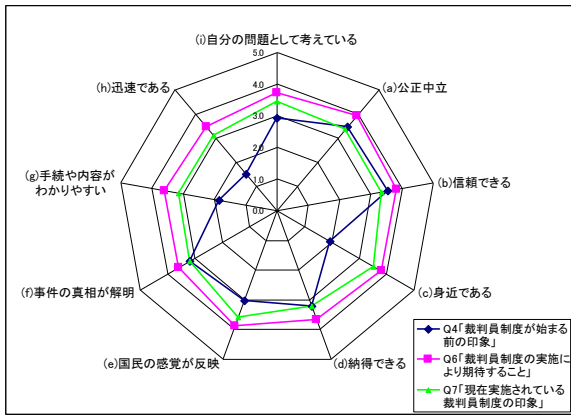 (i)自分の問題として考えている
5.0
(h)迅速である
(a)公正中立
4.0
3.0
(g)手続や内容が
わかりやすい
2.0
(b)信頼できる
1.0
0.0
(f)事件の真相が解明
(c)身近である
(e)国民の感覚が反映
(d)納得できる
Q4「裁判員制度が始まる
前の印象」
Q6「裁判員制度の実施に
より期待すること」
Q7「現在実施されている
裁判員制度の印象」